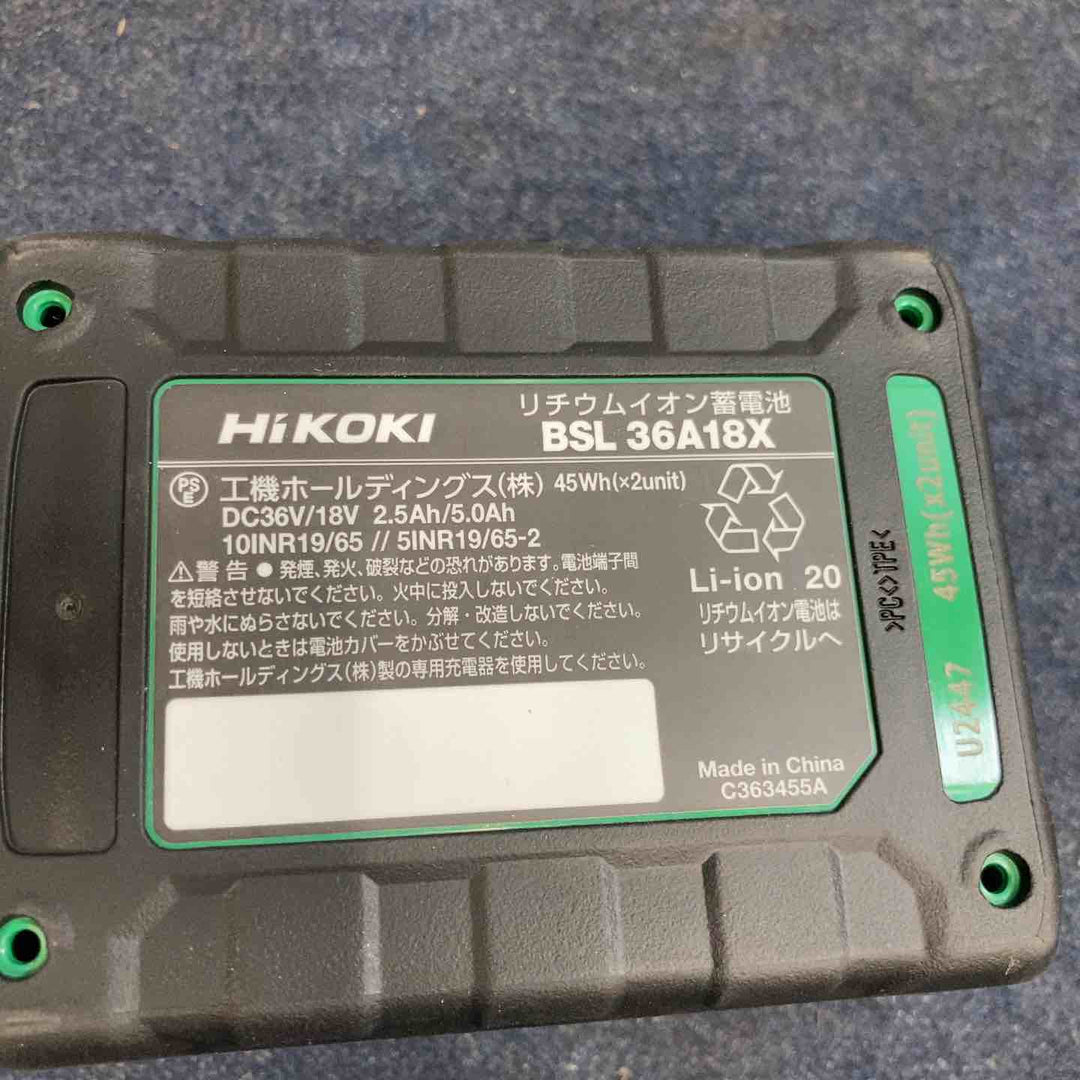 HiKOKI
リチウムイオン蓄電池
BSL 36A18X
PSE 工機ホールディングス(株) 45Wh(×2unit)
DC36V/18V 2.5Ah/5.0Ah
10INR19/65 // 5INR19/65-2
⚠警告 ● 発煙、発火、破裂などの恐れがあります。電池端子間
を短絡させないでください。火中に投入しないでください。
雨や水にぬらさないでください。分解・改造しないでください。
使用しないときは電池カバーをかぶせてください。
工機ホールディングス(株)製の専用充電器を使用してください。
Li-ion 20
リチウムイオン電池は
リサイクルへ
Made in China
C363455A
>PC<>TPE<
U2447 45Wh(x2unit)